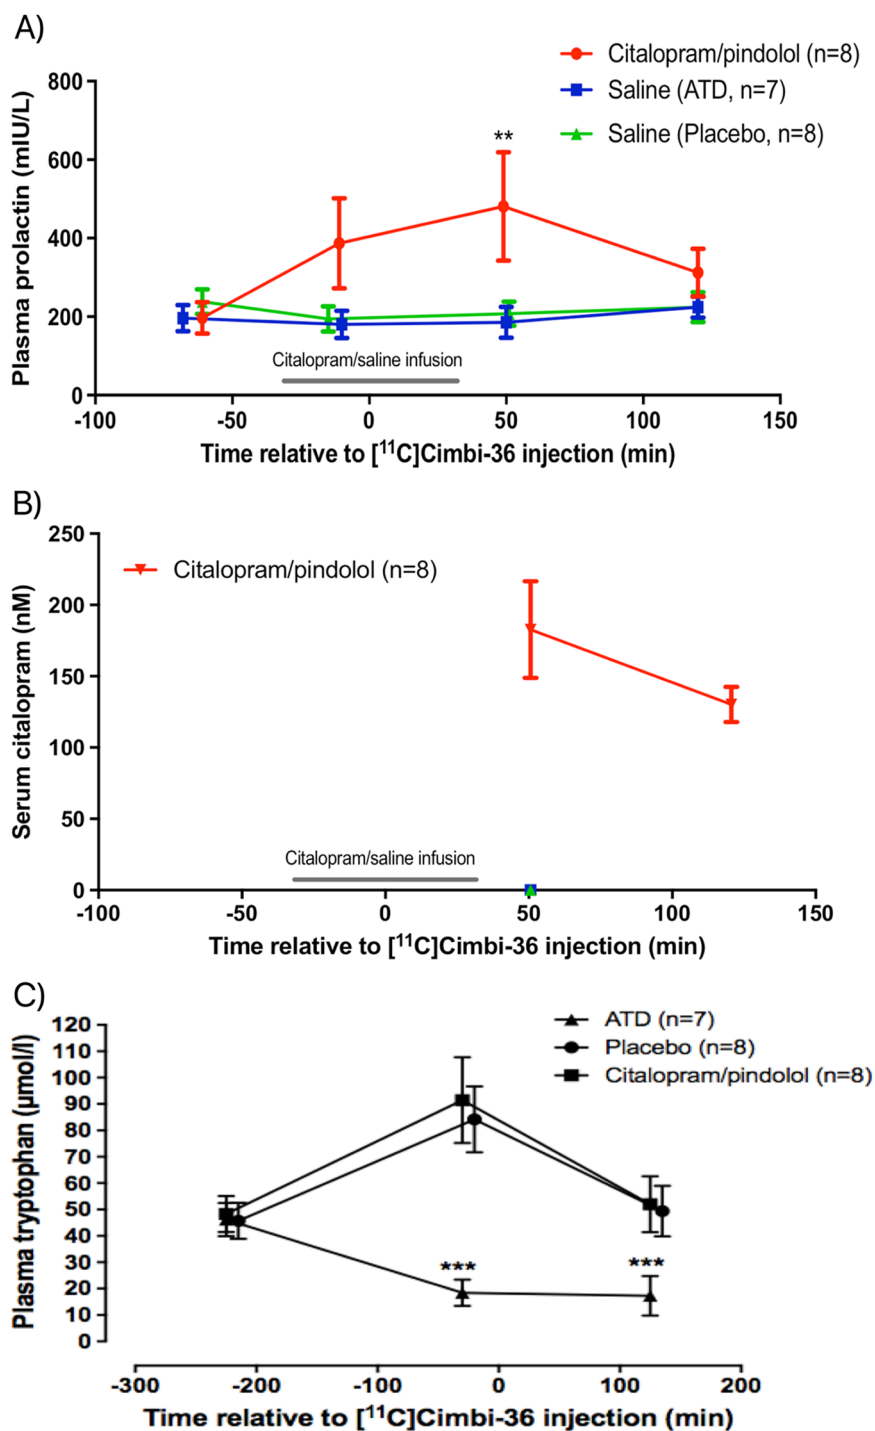 A)
Citalopram/pindolol (n=8)
Saline (ATD, n=7)
Saline (Placebo, n=8)
Plasma prolactin (mIU/L)
800
600
400
200
0
**
Citalopram/saline infusion
-100 -50 0 50 100 150
Time relative to [¹¹C]Cimbi-36 injection (min)
B)
Citalopram/pindolol (n=8)
Serum citalopram (nM)
250
200
150
100
50
0
Citalopram/saline infusion
-100 -50 0 50 100 150
Time relative to [¹¹C]Cimbi-36 injection (min)
C)
ATD (n=7)
Placebo (n=8)
Citalopram/pindolol (n=8)
Plasma tryptophan (µmol/l)
120
110
100
90
80
70
60
50
40
30
20
10
0
***
***
-300 -200 -100 0 100 200
Time relative to [¹¹C]Cimbi-36 injection (min)